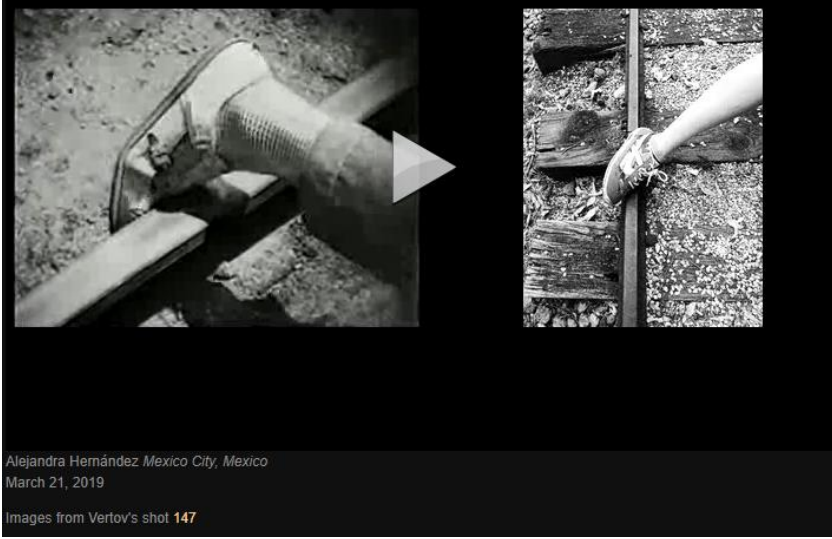 Alejandra Hernández Mexico City, Mexico
March 21, 2019
Images from Vertov's shot 147